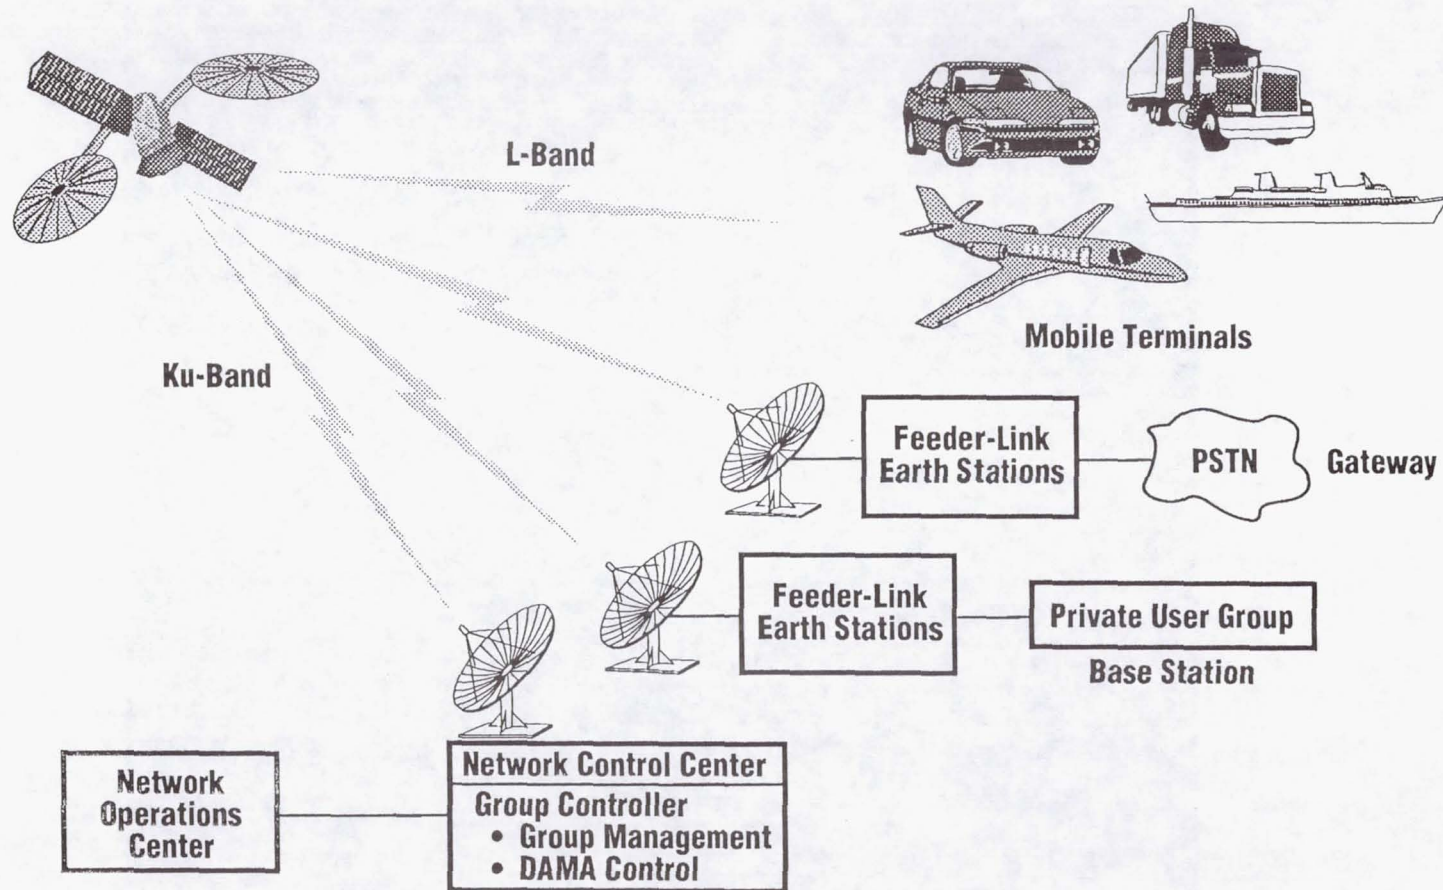 L-Band
Mobile Terminals
Ku-Band
Feeder-Link
Earth Stations
PSTN
Gateway
Feeder-Link
Earth Stations
Private User Group
Base Station
Network
Operations
Center
Network Control Center
Group Controller
• Group Management
• DAMA Control